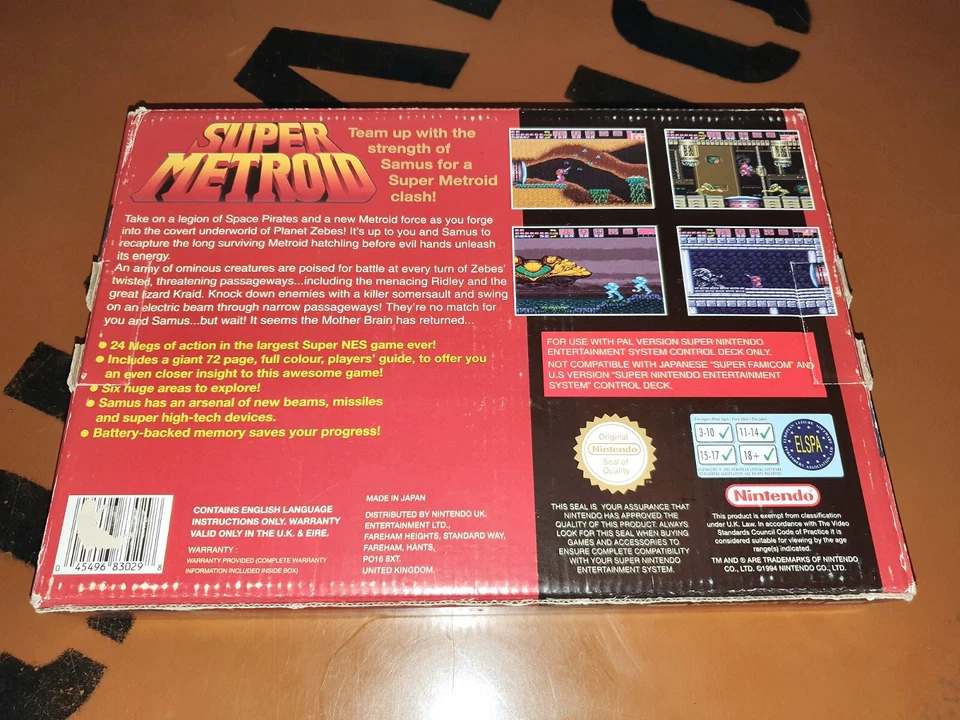 SUPER
METROID
Team up with the
strength of
Samus for a
Super Metroid
clash!
Take on a legion of Space Pirates and a new Metroid force as you forge
into the covert underworld of Planet Zebes! It's up to you and Samus to
recapture the long surviving Metroid hatchling before evil hands unleash
its energy.
An army of ominous creatures are poised for battle at every turn of Zebes'
twisted, threatening passageways...including the menacing Ridley and the
great lizard Kraid. Knock down enemies with a killer somersault and swing
on an electric beam through narrow passageways! They're no match for
you and Samus...but wait! It seems the Mother Brain has returned...
• 24 Megs of action in the largest Super NES game ever!
• Includes a giant 72 page, full colour, players' guide, to offer you
an even closer insight to this awesome game!
• Six huge areas to explore!
• Samus has an arsenal of new beams, missiles
and super high-tech devices.
• Battery-backed memory saves your progress!
FOR USE WITH PAL VERSION SUPER NINTENDO
ENTERTAINMENT SYSTEM CONTROL DECK ONLY.
NOT COMPATIBLE WITH JAPANESE "SUPER FAMICOM" AND
U.S VERSION "SUPER NINTENDO ENTERTAINMENT
SYSTEM" CONTROL DECK.
Original
Nintendo
Seal of
Quality
3-10 11-14
15-17 18+
ELSPA
THIS SEAL IS YOUR ASSURANCE THAT
NINTENDO HAS APPROVED THE
QUALITY OF THIS PRODUCT. ALWAYS
LOOK FOR THIS SEAL WHEN BUYING
GAMES AND ACCESSORIES TO
ENSURE COMPLETE COMPATIBILITY
WITH YOUR SUPER NINTENDO
ENTERTAINMENT SYSTEM.
Nintendo
This product is exempt from classification
under U.K. Law. In accordance with The Video
Standards Council Code of Practice it is
considered suitable for viewing by the age
range(s) indicated.
TM AND ® ARE TRADEMARKS OF NINTENDO
CO., LTD. ©1994 NINTENDO CO., LTD.
0 45496 83029 8
CONTAINS ENGLISH LANGUAGE
INSTRUCTIONS ONLY. WARRANTY
VALID ONLY IN THE U.K. & EIRE.
WARRANTY :
WARRANTY PROVIDED (COMPLETE WARRANTY
INFORMATION INCLUDED INSIDE BOX)
MADE IN JAPAN
DISTRIBUTED BY NINTENDO UK.
ENTERTAINMENT LTD.,
FAREHAM HEIGHTS, STANDARD WAY,
FAREHAM, HANTS,
PO16 8XT.
UNITED KINGDOM.